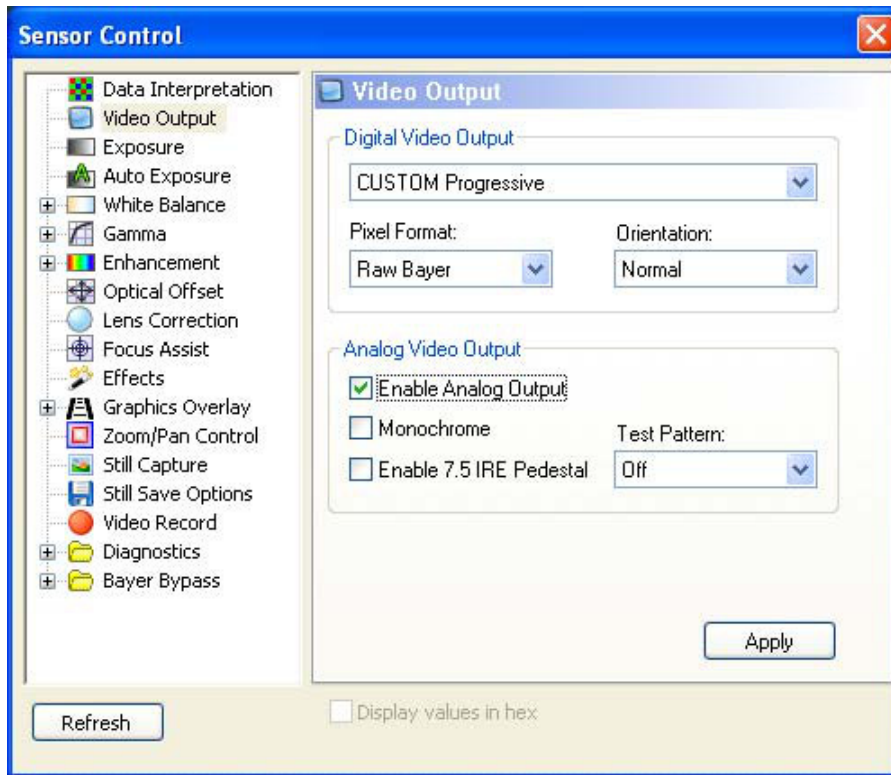 Sensor Control
Data Interpretation
Video Output
Exposure
Auto Exposure
White Balance
Gamma
Enhancement
Optical Offset
Lens Correction
Focus Assist
Effects
Graphics Overlay
Zoom/Pan Control
Still Capture
Still Save Options
Video Record
Diagnostics
Bayer Bypass
Video Output
Digital Video Output
CUSTOM Progressive
Pixel Format:
Orientation:
Raw Bayer
Normal
Analog Video Output
Enable Analog Output
Monochrome
Test Pattern:
Enable 7.5 IRE Pedestal
Off
Apply
Refresh
Display values in hex